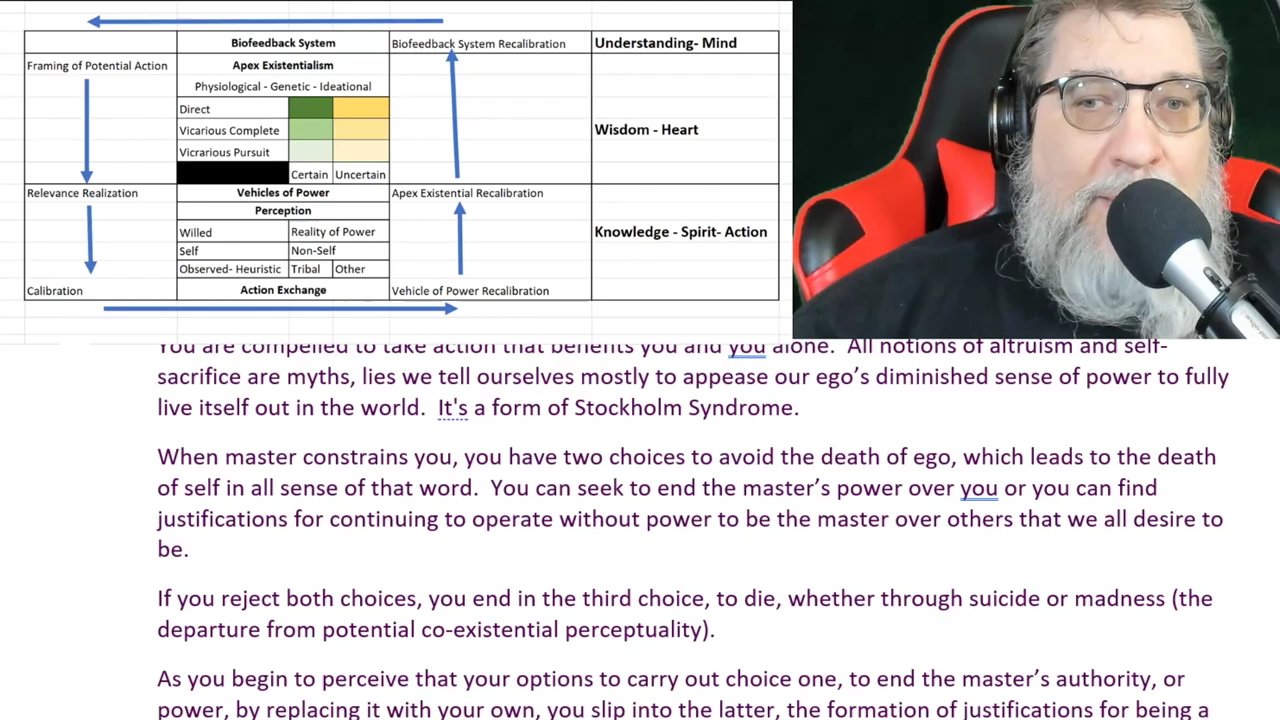 Biofeedback System Biofeedback System Recalibration Understanding- Mind
Framing of Potential Action Apex Existentialism
Physiological - Genetic - Ideational
Direct
Vicarious Complete Wisdom - Heart
Vicrarious Pursuit
Certain Uncertain
Relevance Realization Vehicles of Power Apex Existential Recalibration
Perception
Willed Reality of Power Knowledge - Spirit- Action
Self Non-Self
Observed- Heuristic Tribal Other
Calibration Action Exchange Vehicle of Power Recalibration
You are compelled to take action that benefits you and you alone. All notions of altruism and self-
sacrifice are myths, lies we tell ourselves mostly to appease our ego’s diminished sense of power to fully
live itself out in the world. It's a form of Stockholm Syndrome.
When master constrains you, you have two choices to avoid the death of ego, which leads to the death
of self in all sense of that word. You can seek to end the master’s power over you or you can find
justifications for continuing to operate without power to be the master over others that we all desire to
be.
If you reject both choices, you end in the third choice, to die, whether through suicide or madness (the
departure from potential co-existential perceptuality).
As you begin to perceive that your options to carry out choice one, to end the master’s authority, or
power, by replacing it with your own, you slip into the latter, the formation of justifications for being a